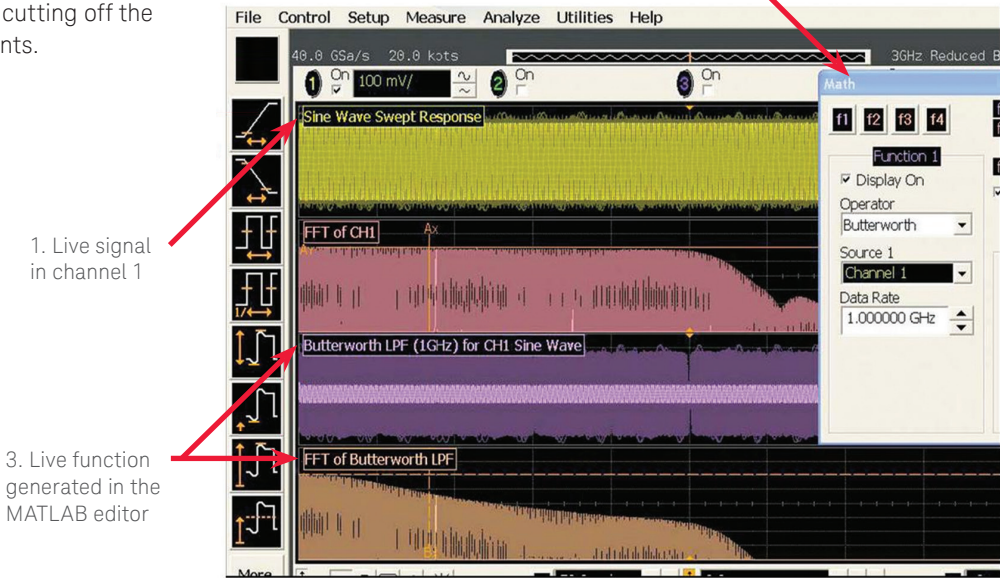 cutting off the
nts.
File Control Setup Measure Analyze Utilities Help
40.0 GSa/s 20.0 kpts
3GHz Reduced B
1 On 100 mV/ 2 On 3 On
Math
f1 f2 f3 f4
Function 1
Display On
Operator
Butterworth
Source 1
Channel 1
Data Rate
1.000000 GHz
Sine Wave Swept Response
FFT of CH1
Ax
Ay
Butterworth LPF (1GHz) for CH1 Sine Wave
FFT of Butterworth LPF
1. Live signal
in channel 1
3. Live function
generated in the
MATLAB editor
More